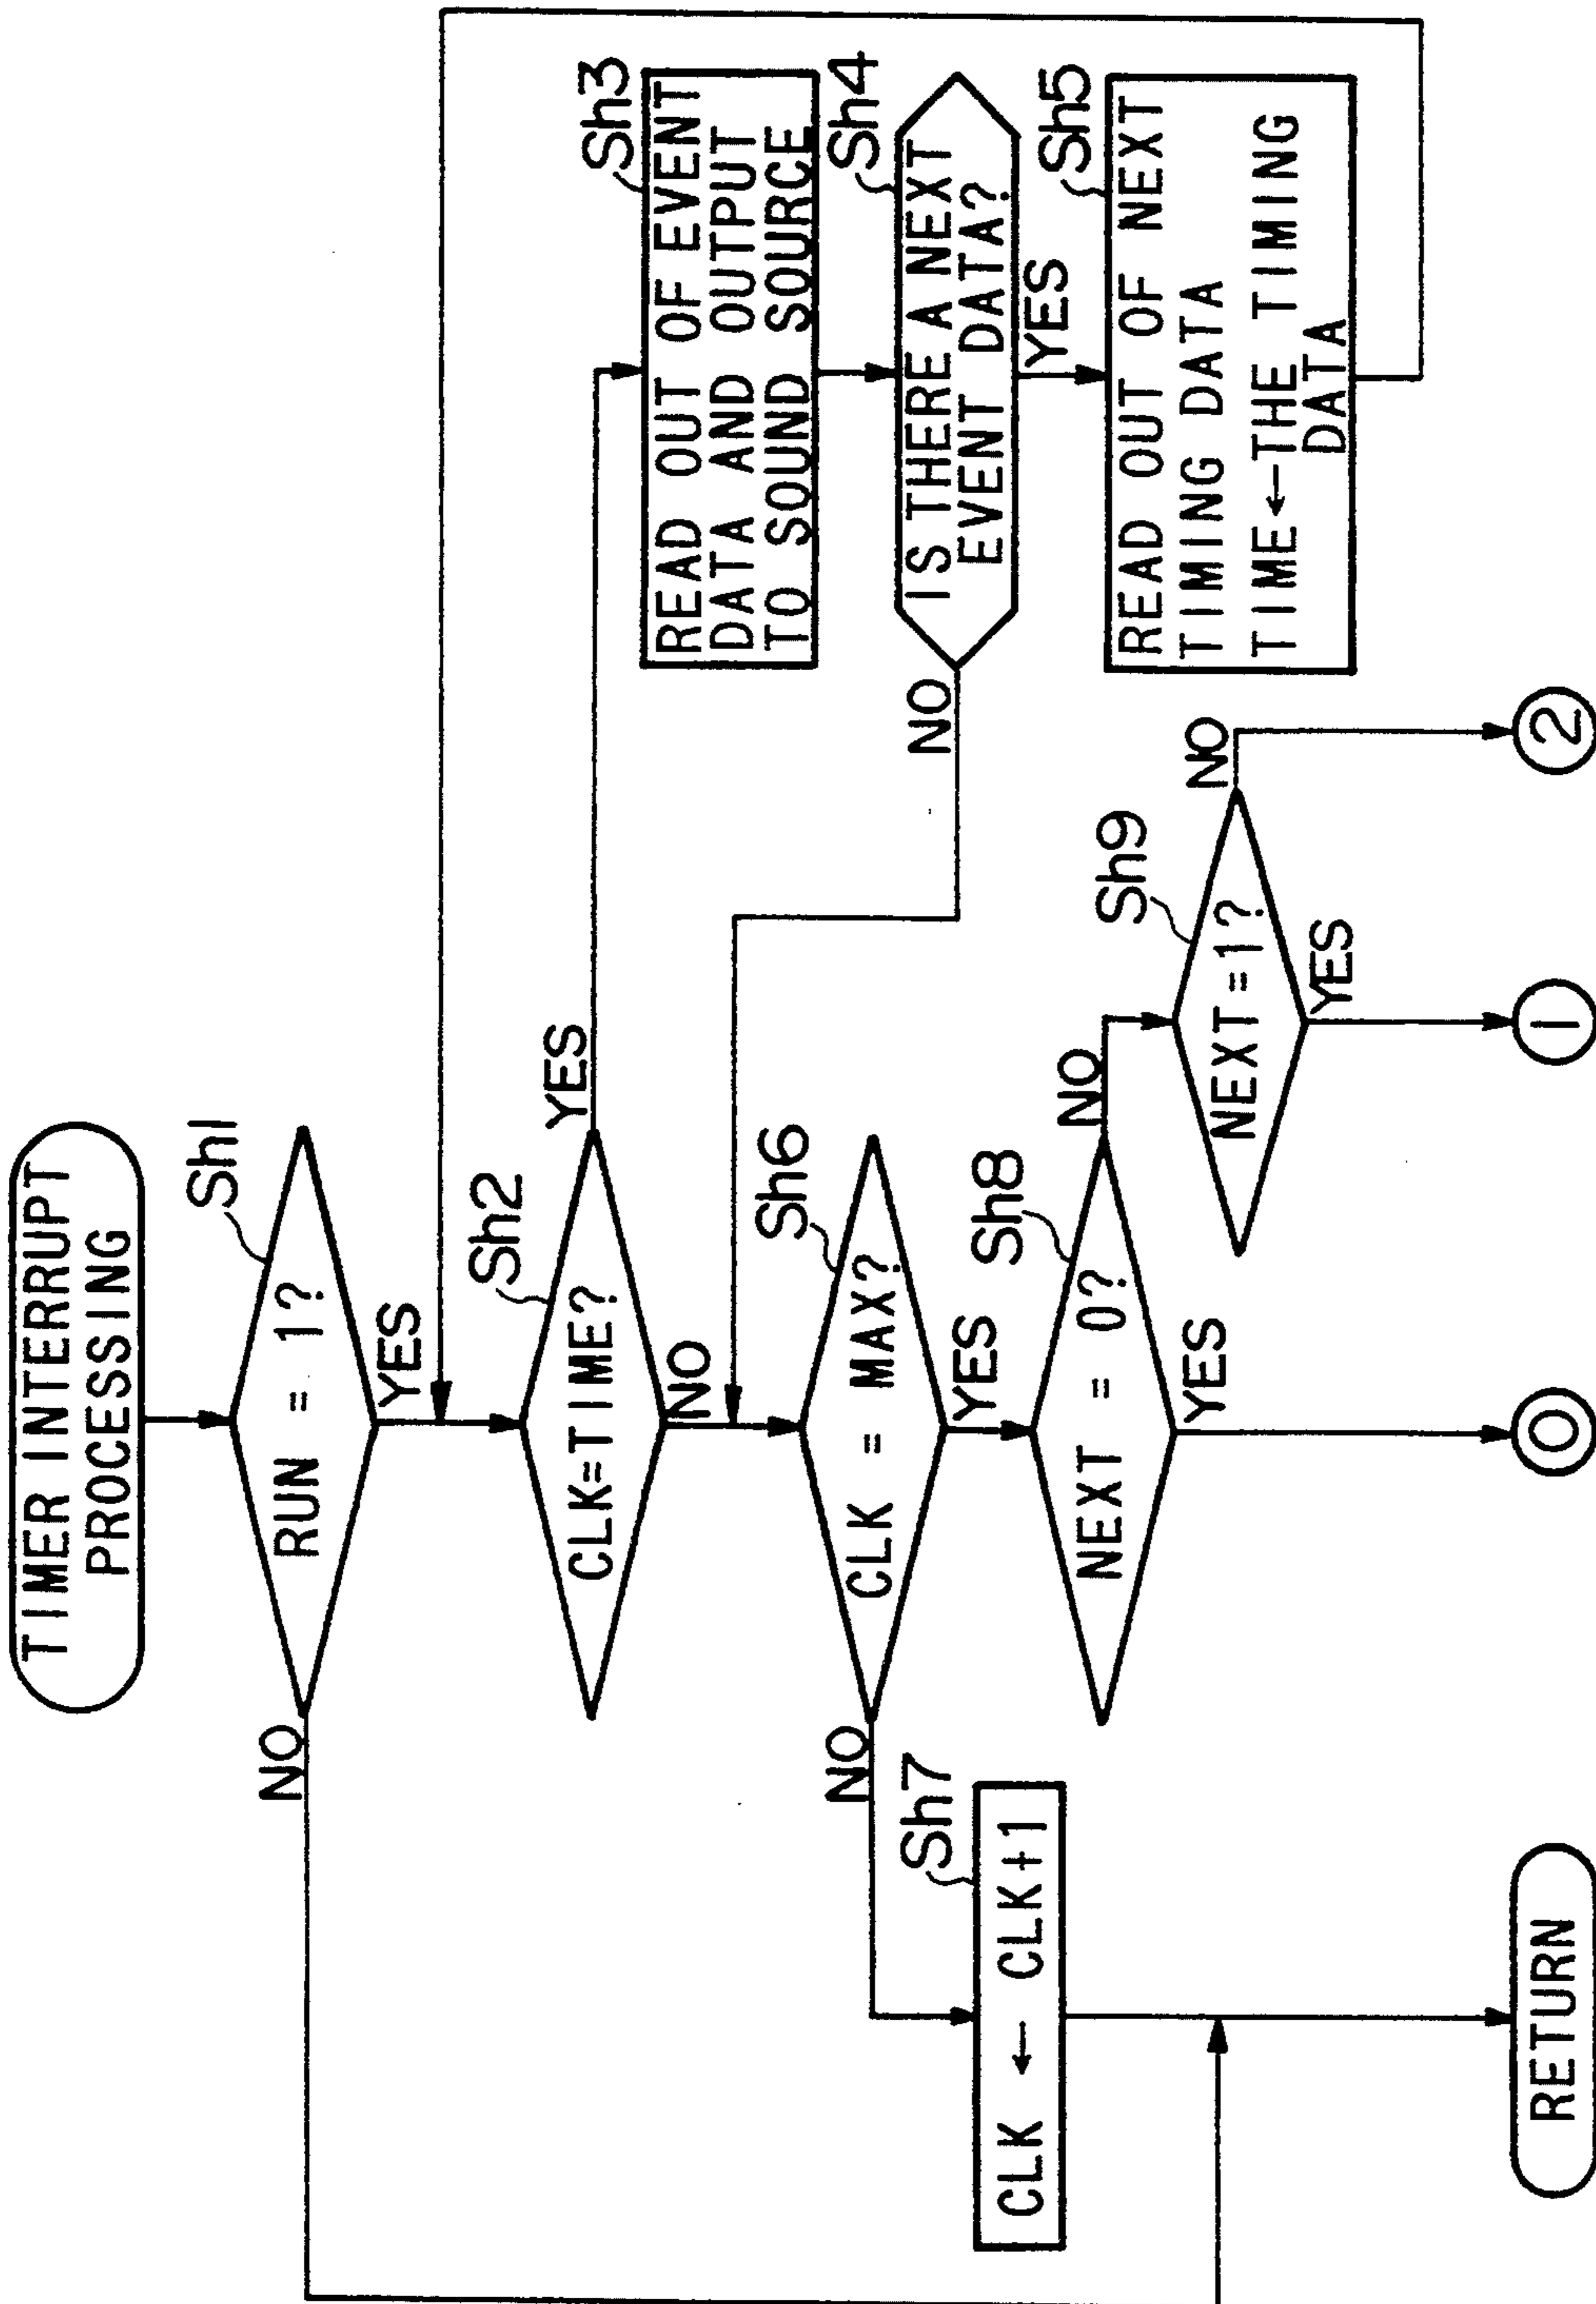 TIMER INTERRUPT
PROCESSING
Sh1
RUN = 1?
NO
YES
Sh2
CLK=TIME?
YES
NO
Sh3
READ OUT OF EVENT
DATA AND OUTPUT
TO SOUND SOURCE
Sh4
IS THERE A NEXT
EVENT DATA?
NO
YES
Sh5
READ OUT OF NEXT
TIMING DATA
TIME←THE TIMING
DATA
Sh6
CLK = MAX?
NO
YES
Sh7
CLK ← CLK+1
Sh8
NEXT = 0?
NO
YES
Sh9
NEXT=1?
NO
YES
RETURN
0
1
2